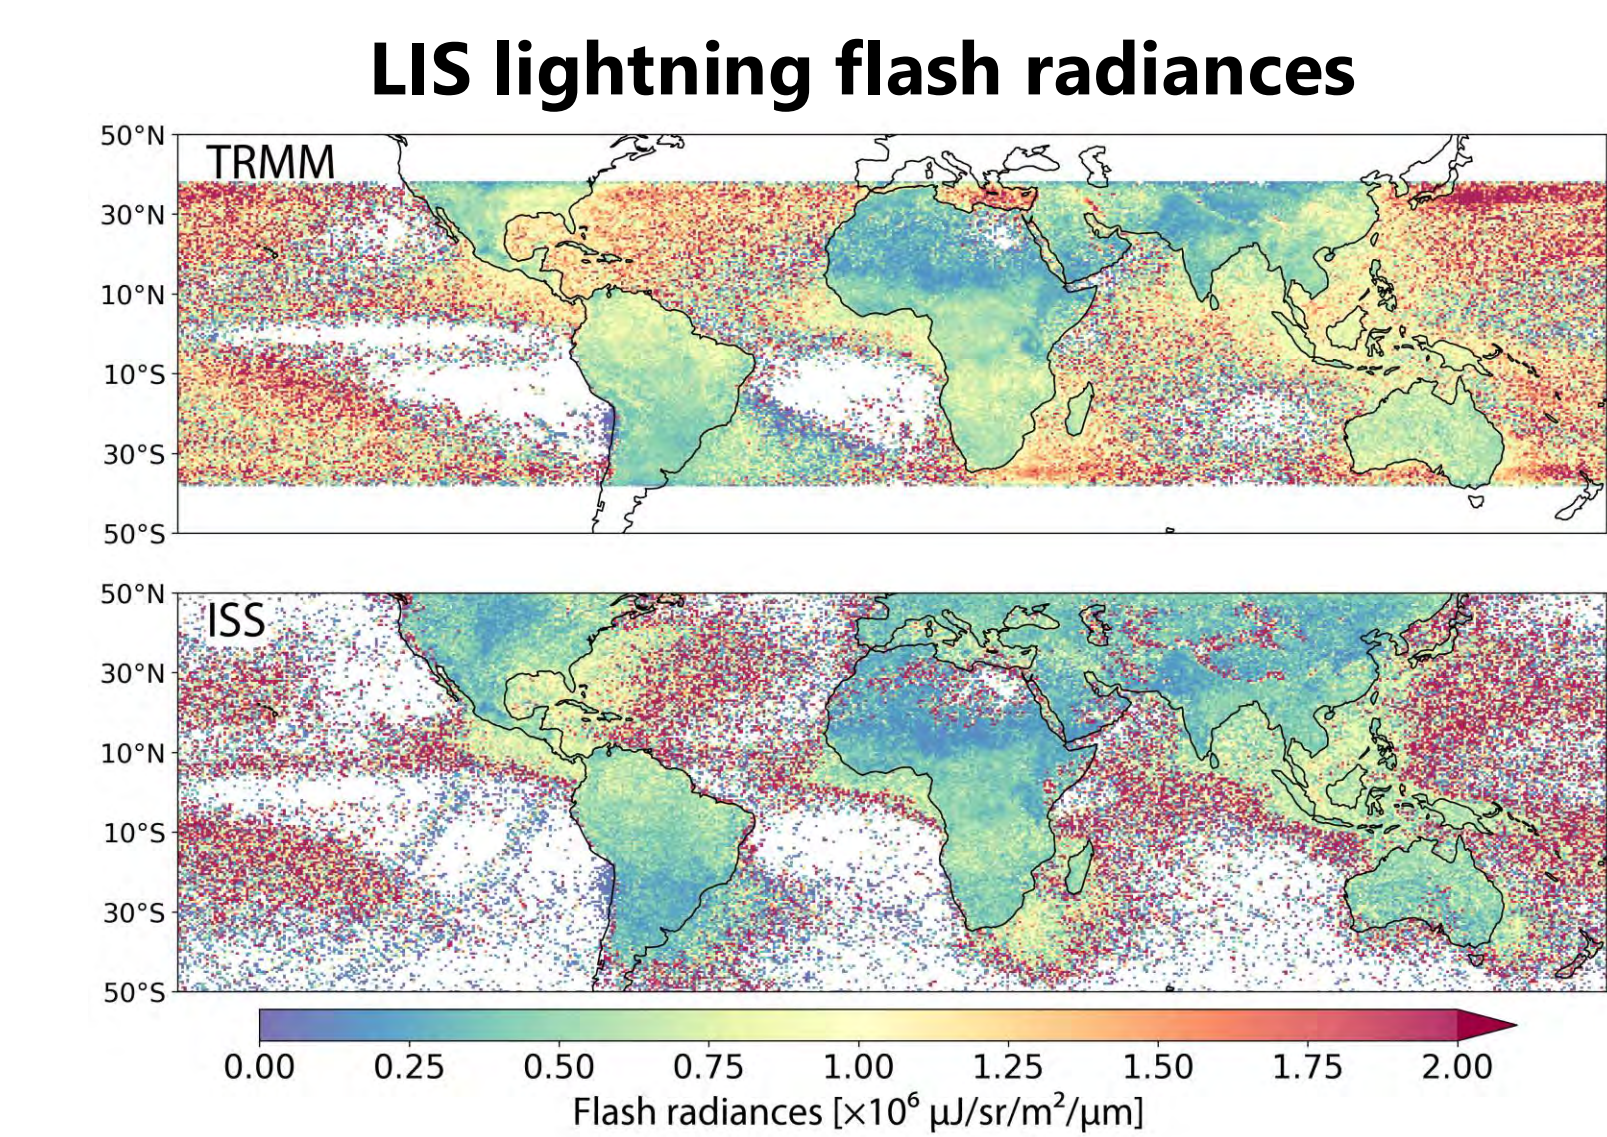 LIS lightning flash radiances
50°N
TRMM
30°N
10°N
10°S
30°S
50°S
50°N
ISS
30°N
10°N
10°S
30°S
50°S
0.00 0.25 0.50 0.75 1.00 1.25 1.50 1.75 2.00
Flash radiances [×10⁶ μJ/sr/m²/μm]